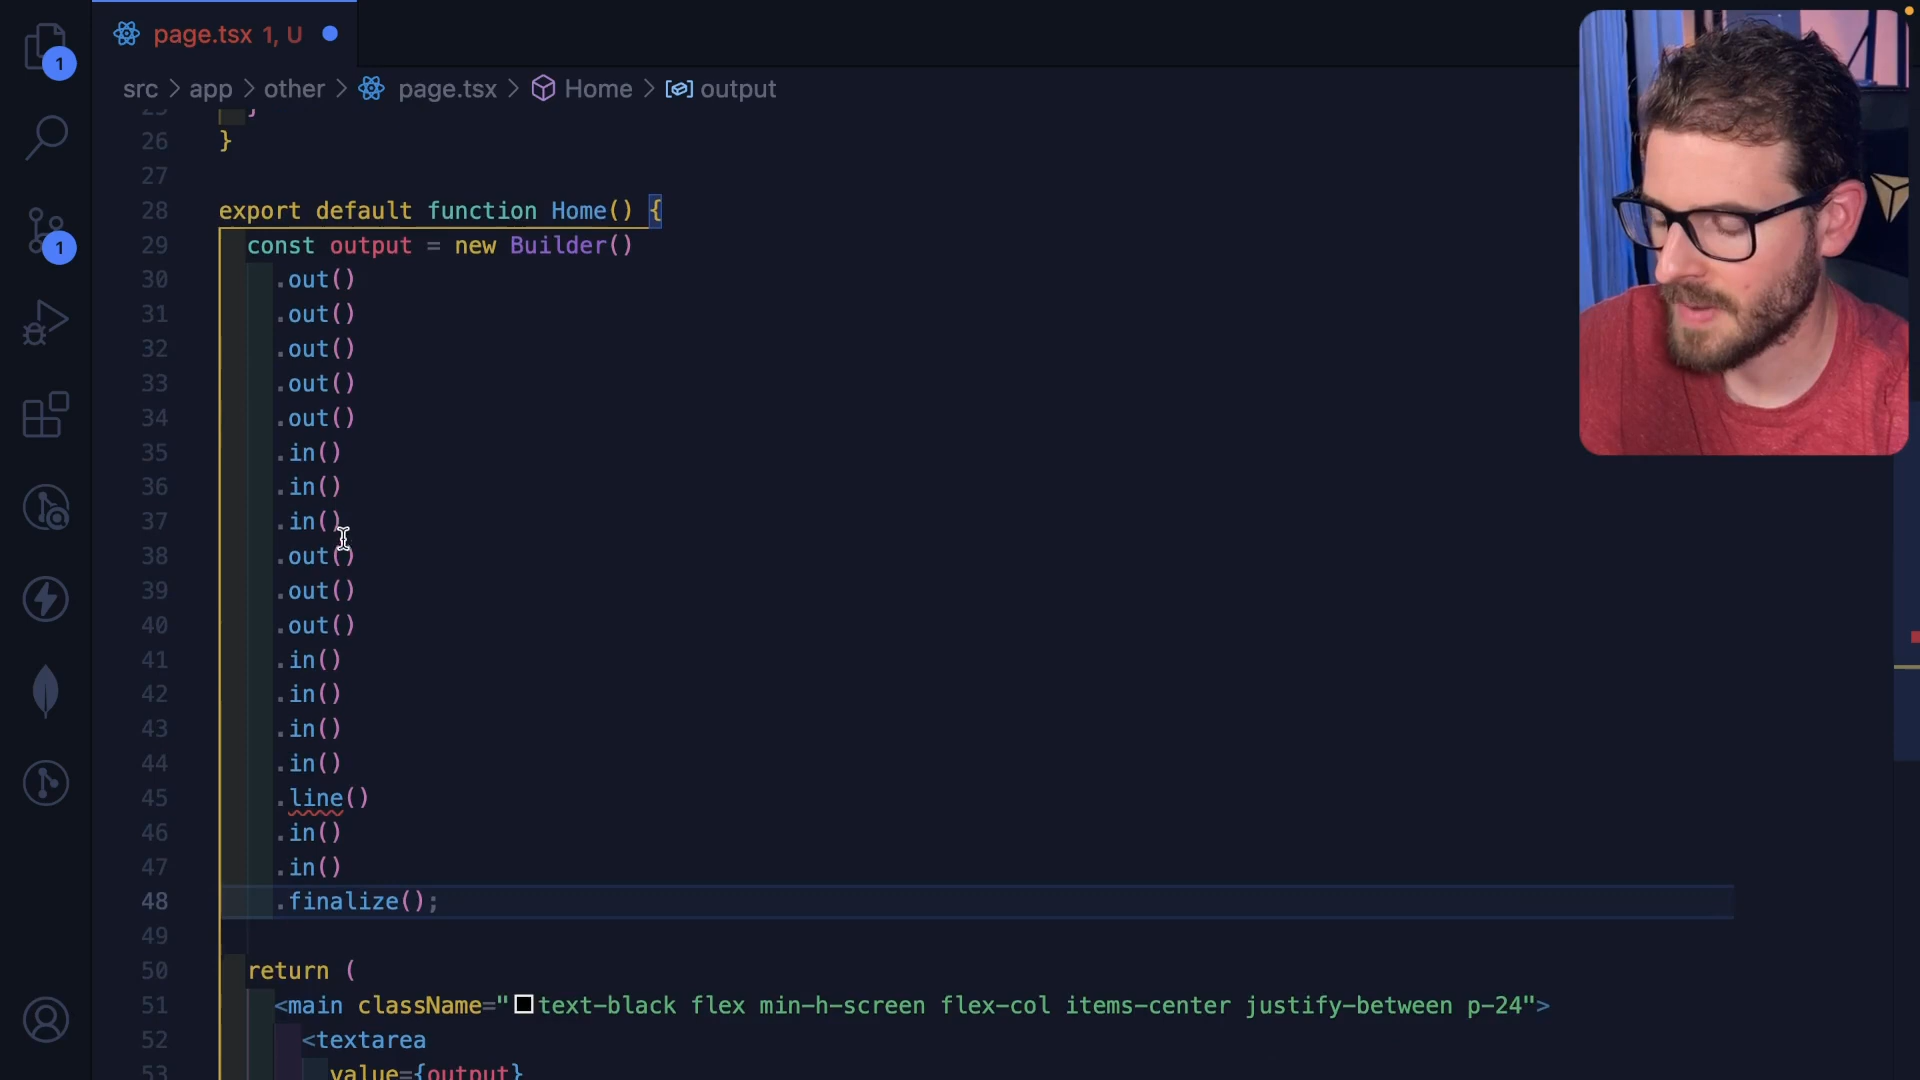 page.tsx 1, U
1
src > app > other > page.tsx > Home > output
25 }
26 }
27
28 export default function Home() {
1
29 const output = new Builder()
30 .out()
31 .out()
32 .out()
33 .out()
34 .out()
35 .in()
36 .in()
37 .in()
38 .out()
39 .out()
40 .out()
41 .in()
42 .in()
43 .in()
44 .in()
45 .line()
46 .in()
47 .in()
48 .finalize();
49
50 return (
51 <main className="text-black flex min-h-screen flex-col items-center justify-between p-24">
52 <textarea
53 value={output}